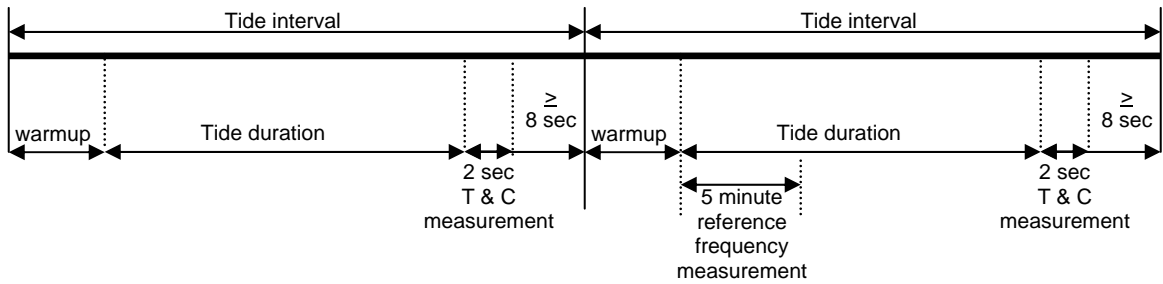 Tide interval
Tide interval
≥
8 sec
warmup
Tide duration
2 sec
T & C
measurement
≥
8 sec
warmup
Tide duration
5 minute
reference
frequency
measurement
2 sec
T & C
measurement